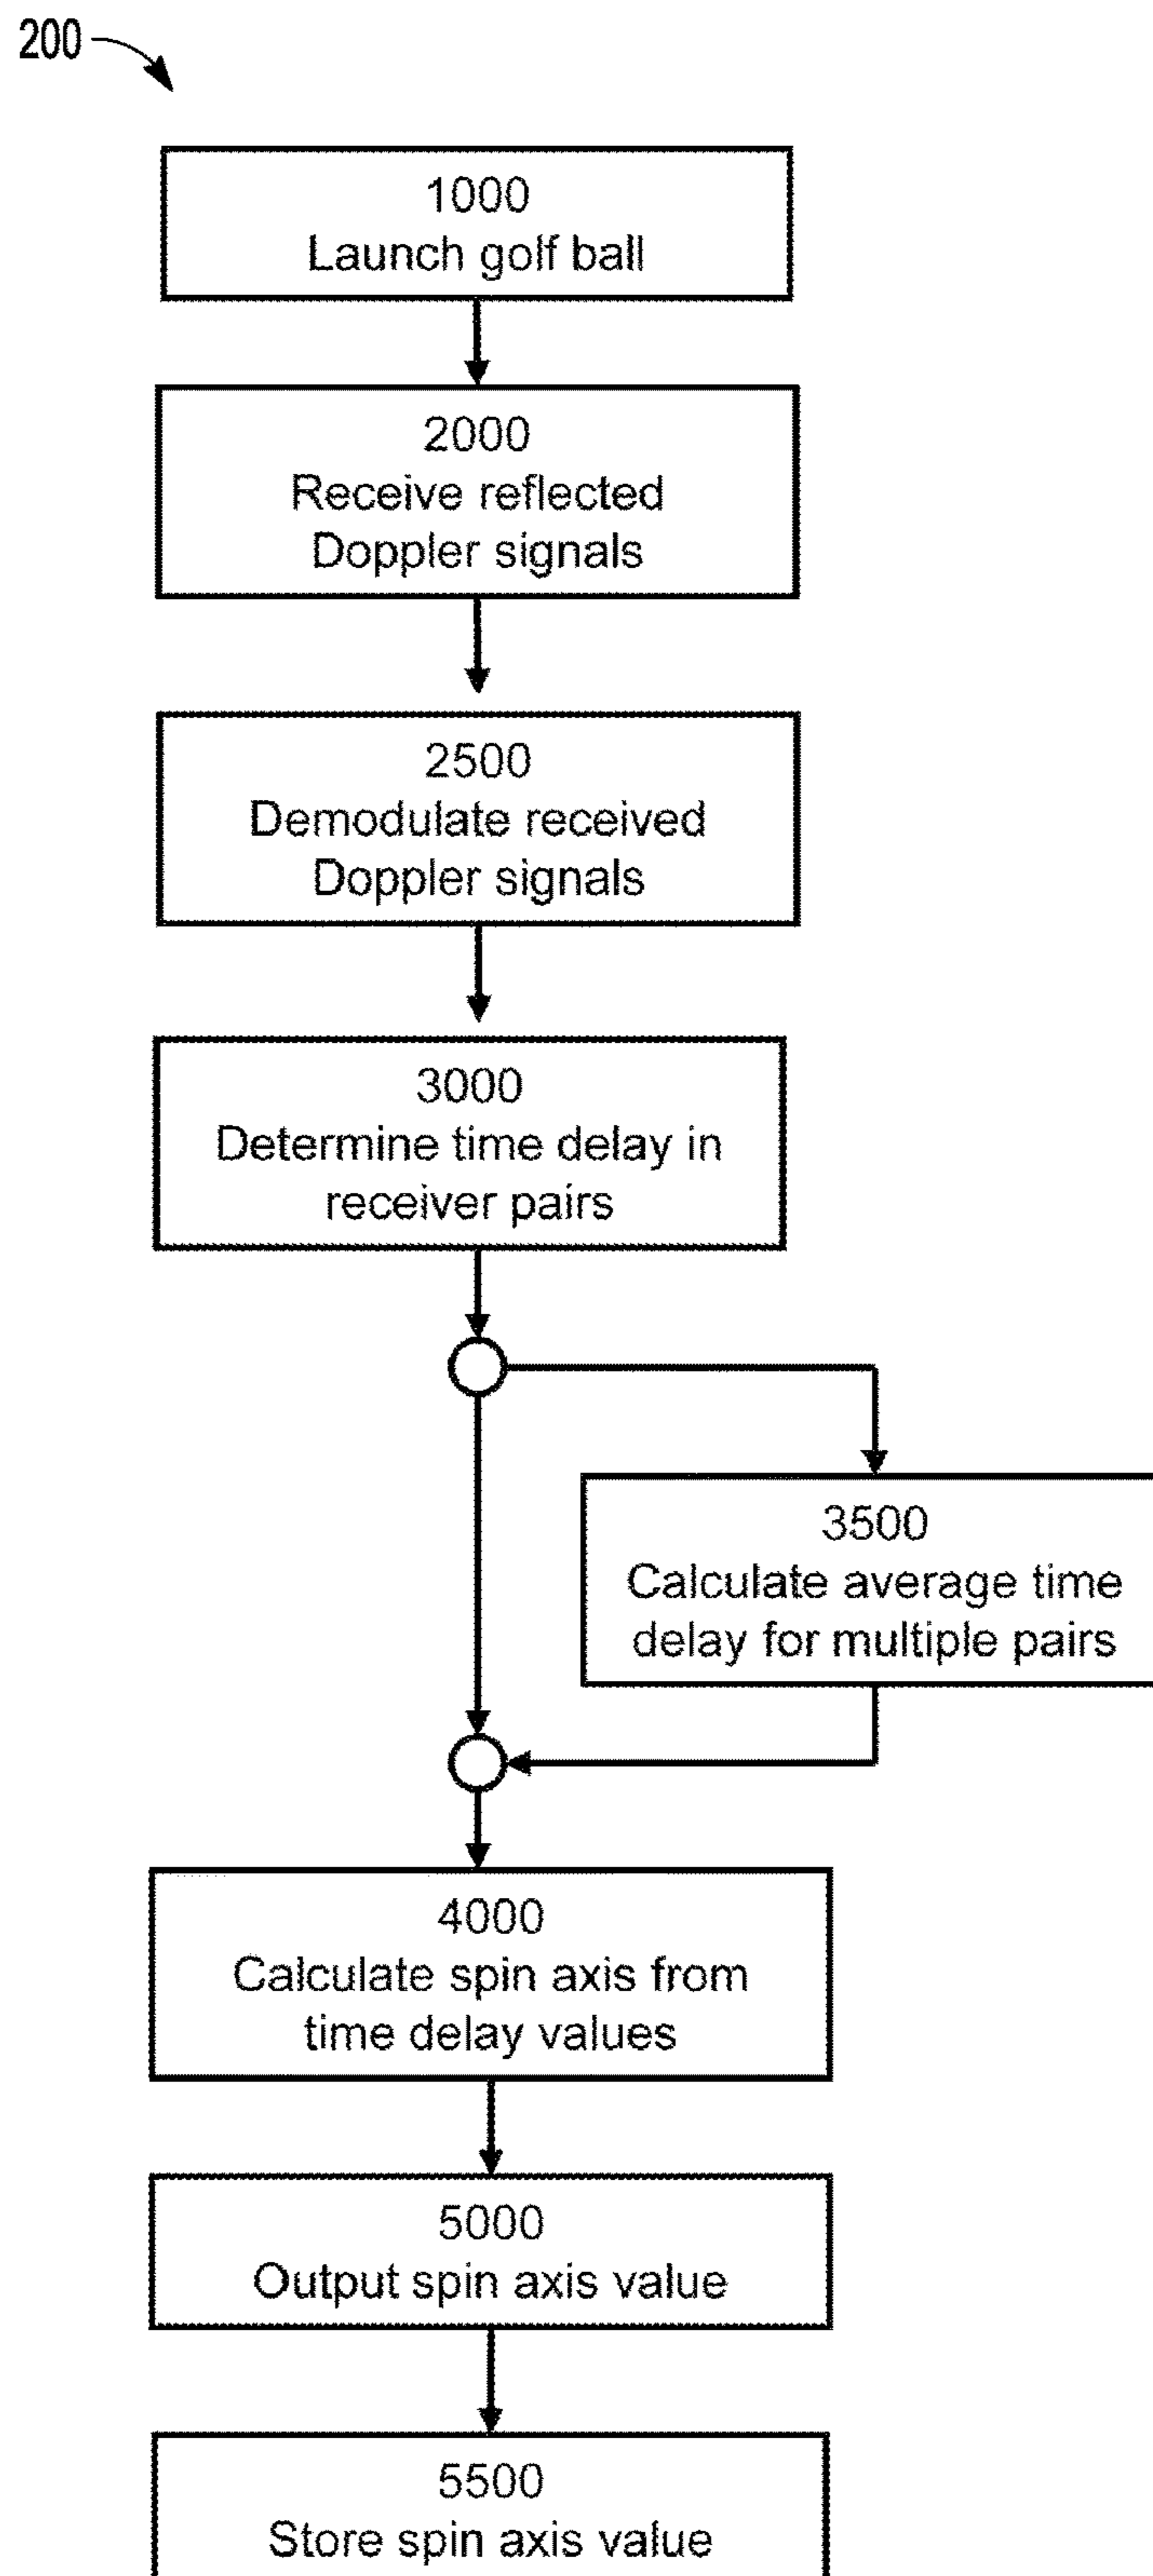 200
1000
Launch golf ball
2000
Receive reflected
Doppler signals
2500
Demodulate received
Doppler signals
3000
Determine time delay in
receiver pairs
3500
Calculate average time
delay for multiple pairs
4000
Calculate spin axis from
time delay values
5000
Output spin axis value
5500
Store spin axis value